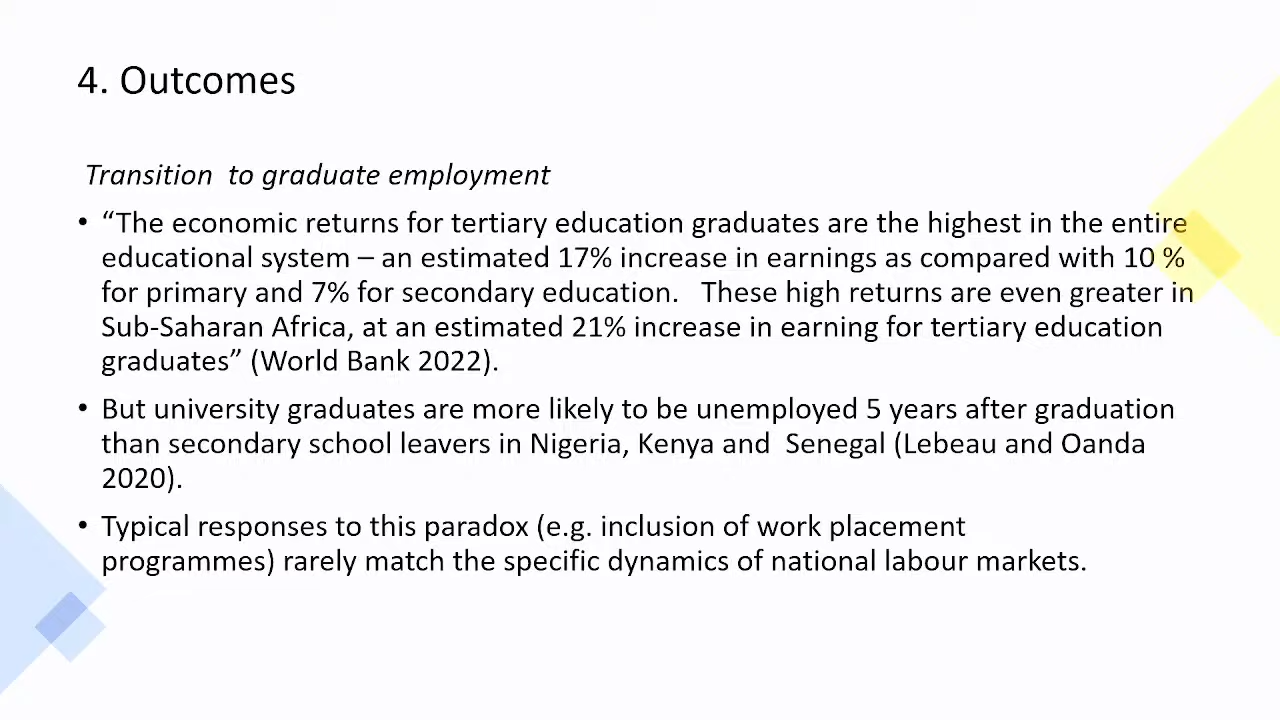 4. Outcomes
Transition  to graduate employment
• “The economic returns for tertiary education graduates are the highest in the entire
educational system – an estimated 17% increase in earnings as compared with 10 %
for primary and 7% for secondary education.   These high returns are even greater in
Sub-Saharan Africa, at an estimated 21% increase in earning for tertiary education
graduates” (World Bank 2022).
• But university graduates are more likely to be unemployed 5 years after graduation
than secondary school leavers in Nigeria, Kenya and  Senegal (Lebeau and Oanda
2020).
• Typical responses to this paradox (e.g. inclusion of work placement
programmes) rarely match the specific dynamics of national labour markets.